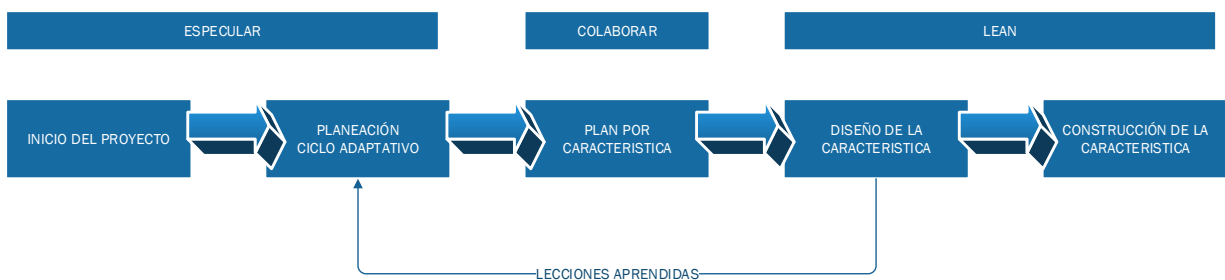 ESPECULAR
COLABORAR
LEAN
INICIO DEL PROYECTO
PLANEACIÓN
CICLO ADAPTATIVO
PLAN POR
CARACTERISTICA
DISEÑO DE LA
CARACTERISTICA
CONSTRUCCIÓN DE LA
CARACTERISTICA
LECCIONES APRENDIDAS